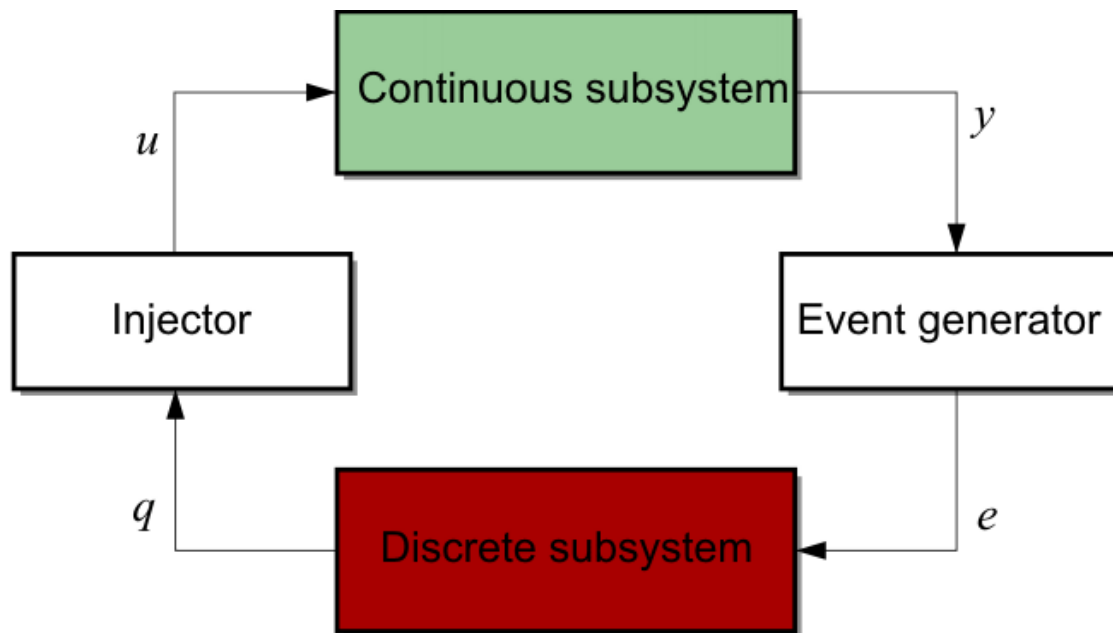 Continuous subsystem
u
y
Injector
Event generator
q
e
Discrete subsystem